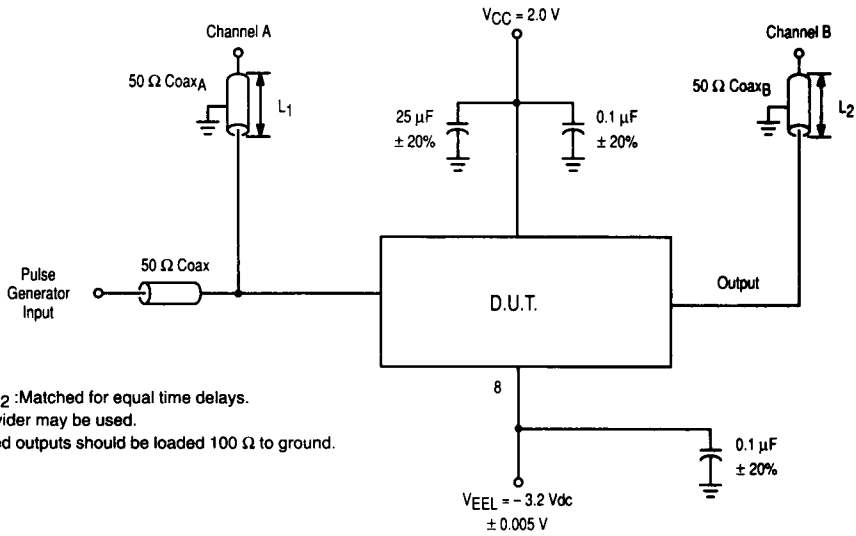 Channel A
50 Ω CoaxA
L1
VCC = 2.0 V
25 µF
± 20%
0.1 µF
± 20%
Channel B
50 Ω CoaxB
L2
Pulse
Generator
Input
50 Ω Coax
D.U.T.
Output
8
2 :Matched for equal time delays.
vider may be used.
ed outputs should be loaded 100 Ω to ground.
0.1 µF
± 20%
VEEL = – 3.2 Vdc
± 0.005 V